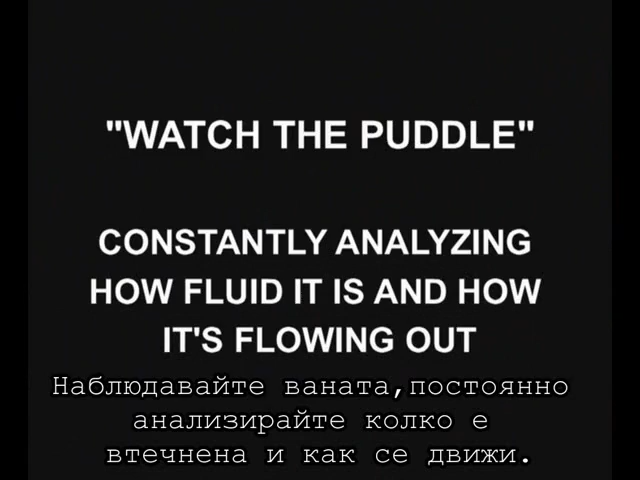 "WATCH THE PUDDLE"
CONSTANTLY ANALYZING
HOW FLUID IT IS AND HOW
IT'S FLOWING OUT
Наблюдавайте ваната,постоянно
анализирайте колко е
втечнена и как се движи.